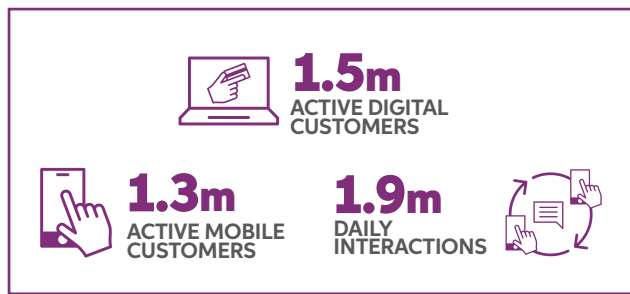 1.5m
ACTIVE DIGITAL
CUSTOMERS
1.3m
ACTIVE MOBILE
CUSTOMERS
1.9m
DAILY
INTERACTIONS